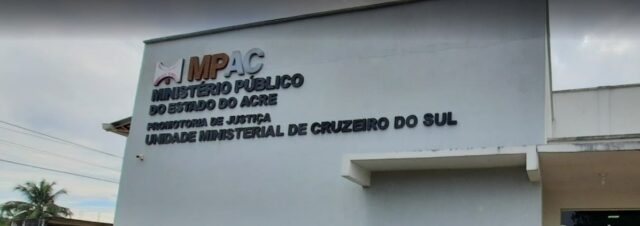 MPAC
MINISTÉRIO PÚBLICO
DO ESTADO DO ACRE
PROMOTORIA DE JUSTIÇA
UNIDADE MINISTERIAL DE CRUZEIRO DO SUL